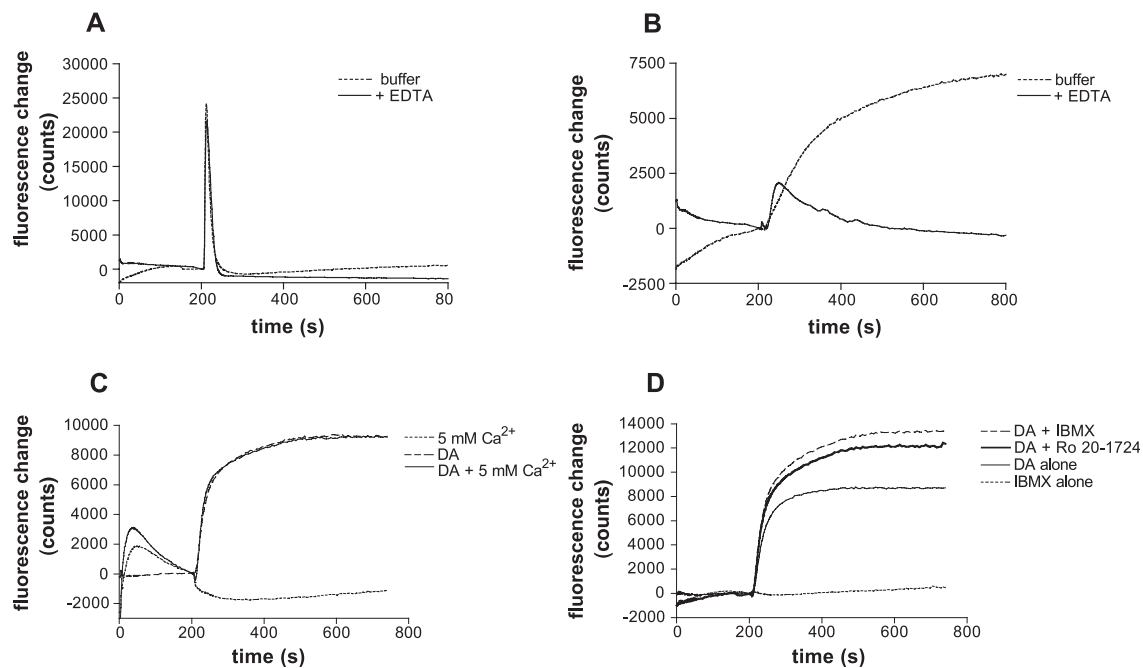 A
fluorescence change
(counts)
30000
25000
20000
15000
10000
5000
0
0
200
400
600
80
time (s)
buffer
+ EDTA
B
fluorescence change
(counts)
7500
5000
2500
0
-2500
0
200
400
600
800
time (s)
buffer
+ EDTA
C
fluorescence change
(counts)
10000
8000
6000
4000
2000
0
-2000
0
200
400
600
800
time (s)
5 mM Ca²⁺
DA
DA + 5 mM Ca²⁺
D
fluorescence change
(counts)
14000
12000
10000
8000
6000
4000
2000
0
-2000
0
200
400
600
800
time (s)
DA + IBMX
DA + Ro 20-1724
DA alone
IBMX alone